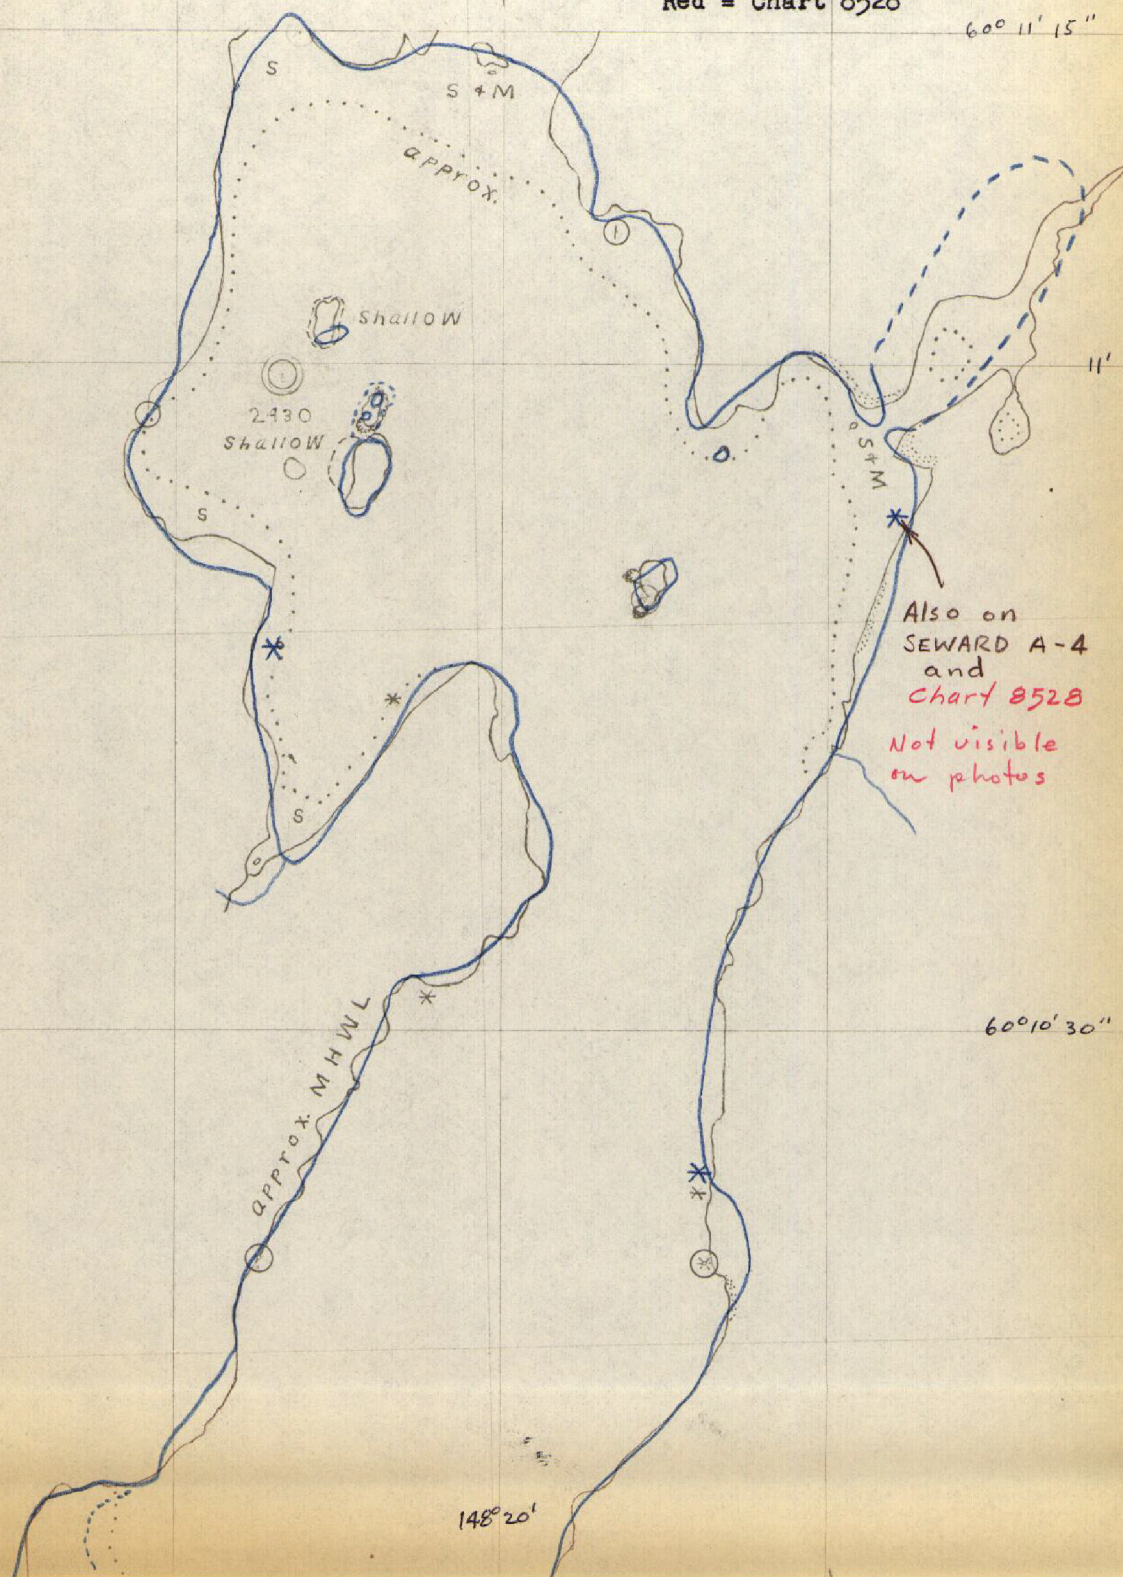 Red = Chart 8528
60° 11' 15"
S
S + M
approx.
shallow
11'
2430
shallow
S + M
S
Also on
SEWARD A-4
and
Chart 8528
Not visible
on photos
S
60° 10' 30"
approx. MHWL
148° 20'